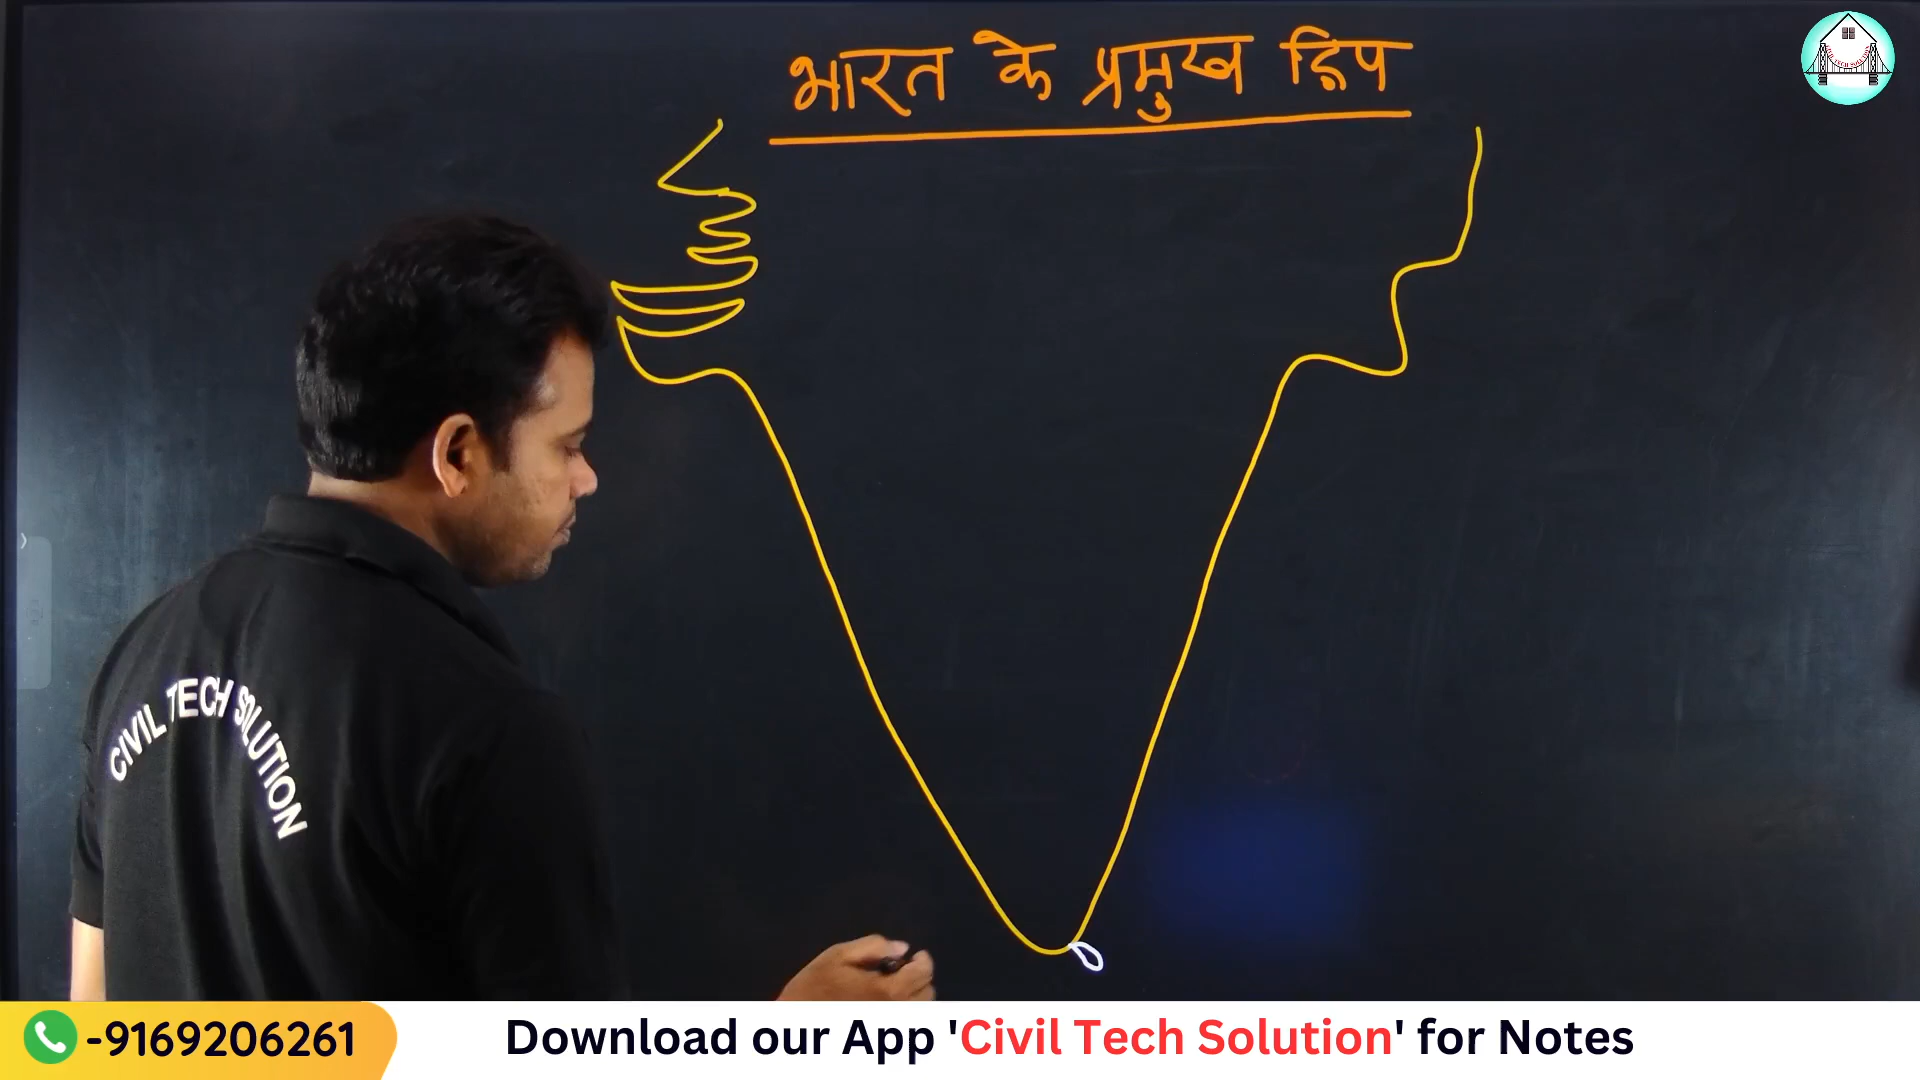 भारत के प्रमुख द्विप
CIVIL TECH SOLUTION
-9169206261
Download our App 'Civil Tech Solution' for Notes